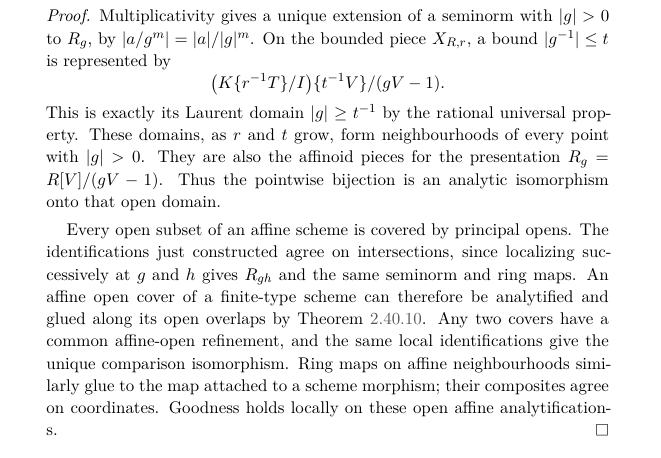 Proof. Multiplicativity gives a unique extension of a seminorm with |g| > 0
to R_g, by |a/g^m| = |a|/|g|^m. On the bounded piece X_{R,r}, a bound |g^{-1}| ≤ t
is represented by
(K{r^{-1}T}/I){t^{-1}V}/(gV − 1).
This is exactly its Laurent domain |g| ≥ t^{-1} by the rational universal prop-
erty. These domains, as r and t grow, form neighbourhoods of every point
with |g| > 0. They are also the affinoid pieces for the presentation R_g =
R[V]/(gV − 1). Thus the pointwise bijection is an analytic isomorphism
onto that open domain.
Every open subset of an affine scheme is covered by principal opens. The
identifications just constructed agree on intersections, since localizing suc-
cessively at g and h gives R_{gh} and the same seminorm and ring maps. An
affine open cover of a finite-type scheme can therefore be analytified and
glued along its open overlaps by Theorem 2.40.10. Any two covers have a
common affine-open refinement, and the same local identifications give the
unique comparison isomorphism. Ring maps on affine neighbourhoods simi-
larly glue to the map attached to a scheme morphism; their composites agree
on coordinates. Goodness holds locally on these open affine analytification-
s. □